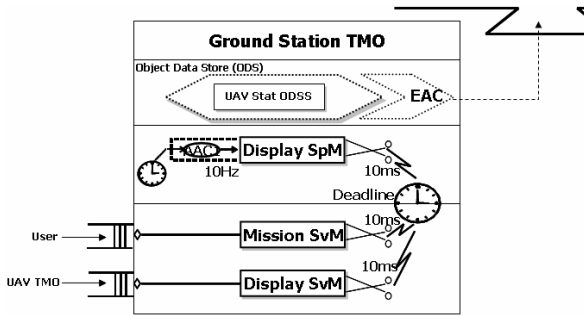 Ground Station TMO
Object Data Store (ODS)
UAV Stat ODSS
EAC
AAC
Display SpM
10Hz
10ms
Deadline
10ms
User
Mission SvM
10ms
UAV TMO
Display SvM